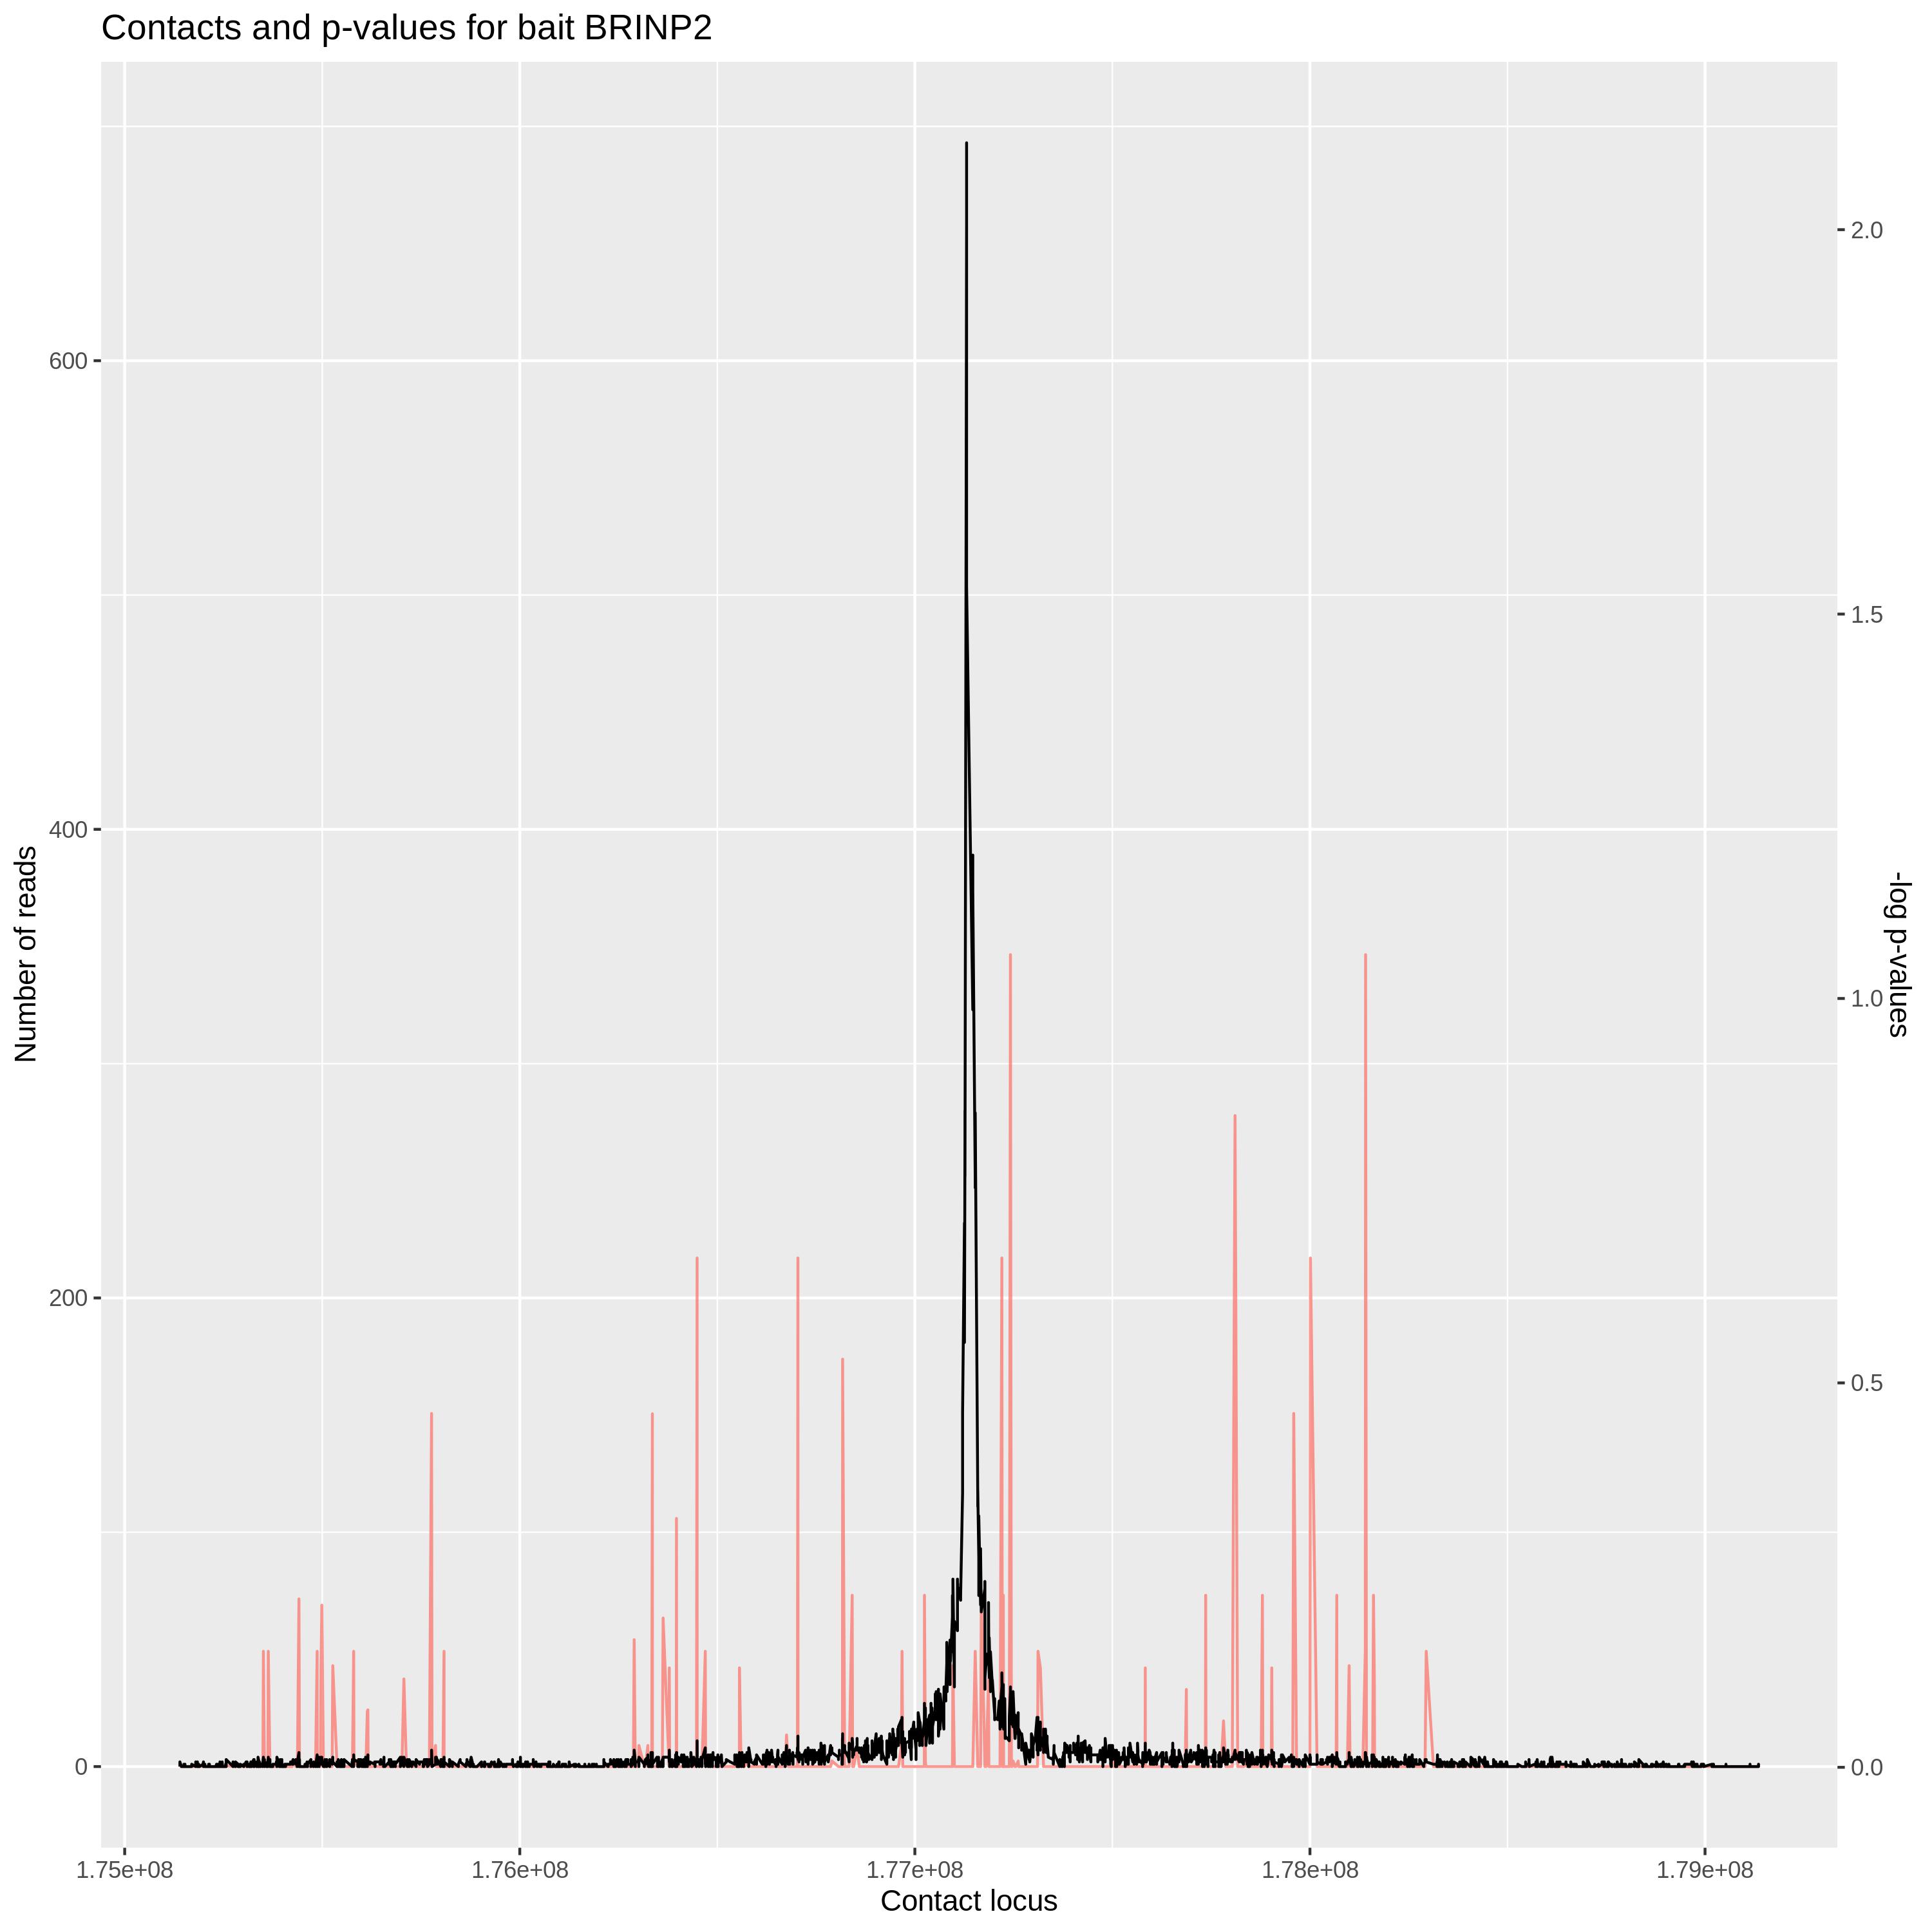 Contacts and p-values for bait BRINP2
Number of reads
600
400
200
0
2.0
1.5
1.0
0.5
0.0
-log p-values
1.75e+08
1.76e+08
1.77e+08
1.78e+08
1.79e+08
Contact locus